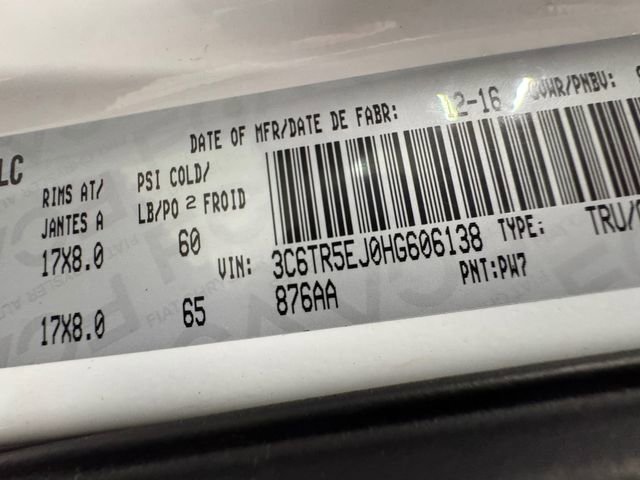 DATE OF MFR/DATE DE FABR: 12-16 GVWR/PNBV:
LC
RIMS AT/ PSI COLD/
JANTES A LB/PO 2 FROID
17X8.0 60
VIN: 3C6TR5EJ0HG606138 TYPE: TRU/
17X8.0 65 876AA PNT:PW7